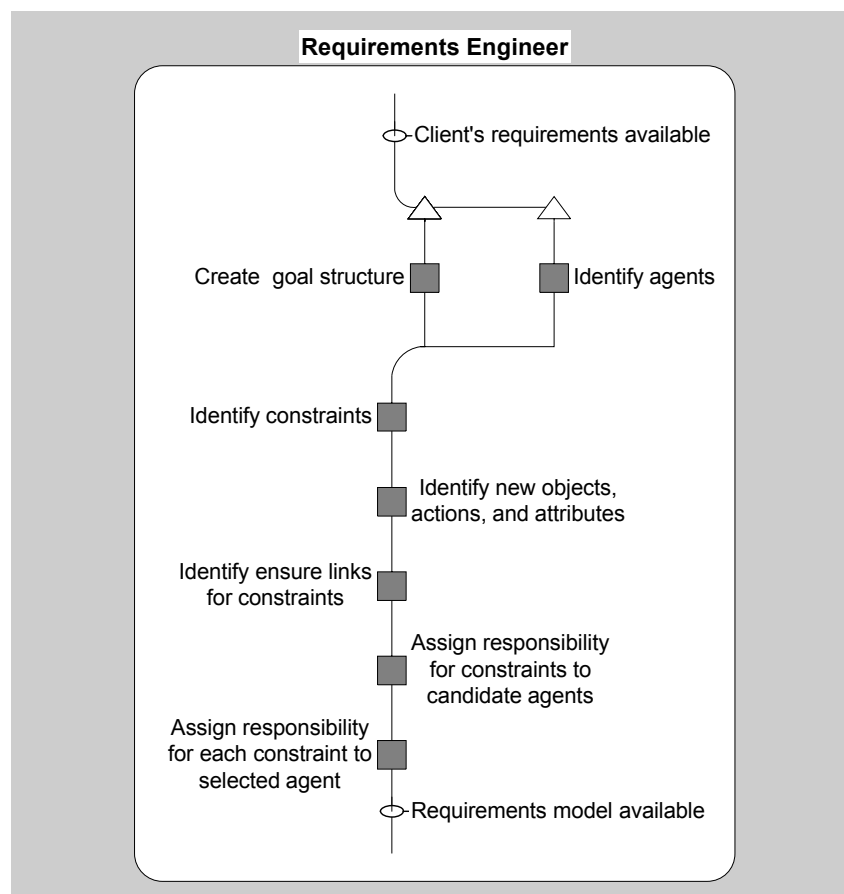 Requirements Engineer
Client's requirements available
Create goal structure
Identify agents
Identify constraints
Identify new objects,
actions, and attributes
Identify ensure links
for constraints
Assign responsibility
for constraints to
candidate agents
Assign responsibility
for each constraint to
selected agent
Requirements model available